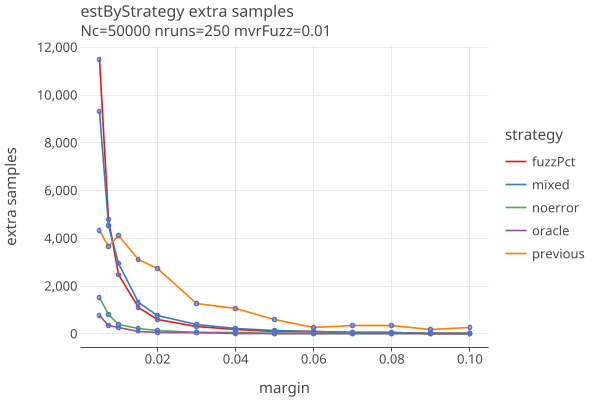 estByStrategy extra samples
Nc=50000 nruns=250 mvrFuzz=0.01
12,000
10,000
8,000
6,000
4,000
2,000
0
extra samples
0.02
0.04
0.06
0.08
0.10
margin
strategy
fuzzPct
mixed
noerror
oracle
previous